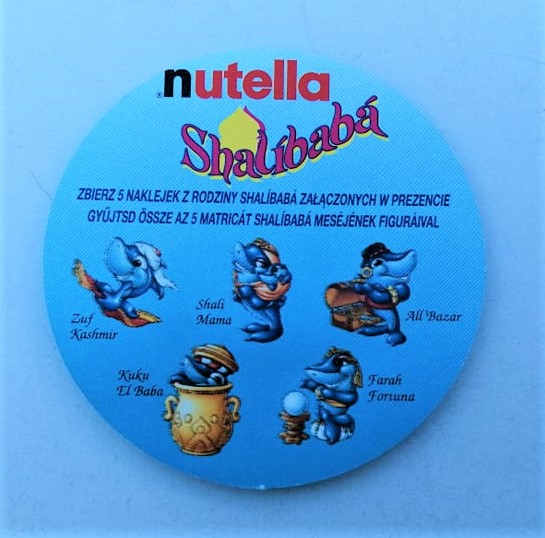 nutella
®
Shalíbabá
ZBIERZ 5 NAKLEJEK Z RODZINY SHALÍBABÁ ZAŁĄCZONYCH W PREZENCIE
GYŰJTSD ÖSSZE AZ 5 MATRICÁT SHALÍBABÁ MESÉJÉNEK FIGURÁIVAL
Zuf
Kashmir
Shali
Mama
Alì Bazar
Kuku
El Baba
Farah
Fortuna